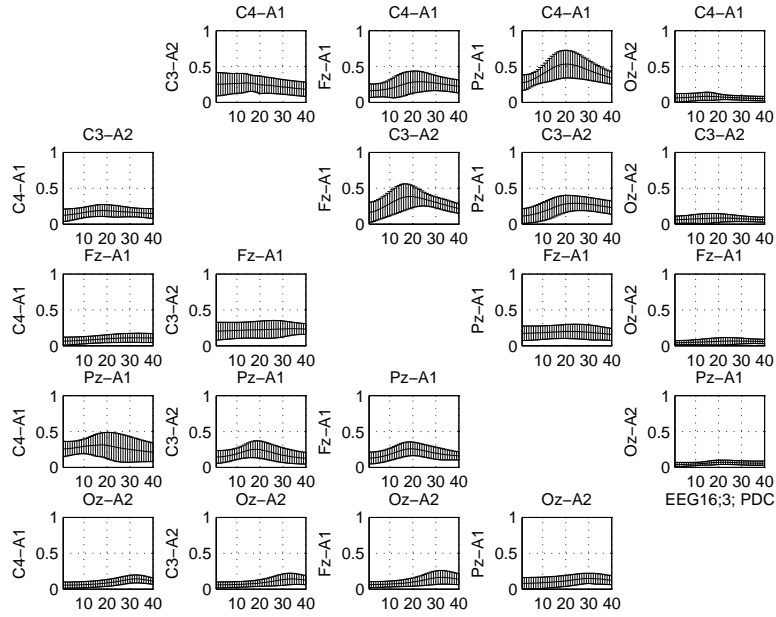 C4−A1 C4−A1 C4−A1 C4−A1
1 1 1 1
C3−A2 0.5 Fz−A1 0.5 Pz−A1 0.5 Oz−A2 0.5
0 0 0 0
10 20 30 40 10 20 30 40 10 20 30 40 10 20 30 40
C3−A2 C3−A2 C3−A2 C3−A2
1 1 1 1
C4−A1 0.5 Fz−A1 0.5 Pz−A1 0.5 Oz−A2 0.5
0 0 0 0
10 20 30 40 10 20 30 40 10 20 30 40 10 20 30 40
Fz−A1 Fz−A1 Fz−A1 Fz−A1
1 1 1 1
C4−A1 0.5 C3−A2 0.5 Pz−A1 0.5 Oz−A2 0.5
0 0 0 0
10 20 30 40 10 20 30 40 10 20 30 40 10 20 30 40
Pz−A1 Pz−A1 Pz−A1 Pz−A1
1 1 1 1
C4−A1 0.5 C3−A2 0.5 Fz−A1 0.5 Oz−A2 0.5
0 0 0 0
10 20 30 40 10 20 30 40 10 20 30 40 10 20 30 40
EEG16;3; PDC
Oz−A2 Oz−A2 Oz−A2 Oz−A2
1 1 1 1
C4−A1 0.5 C3−A2 0.5 Fz−A1 0.5 Pz−A1 0.5
0 0 0 0
10 20 30 40 10 20 30 40 10 20 30 40 10 20 30 40